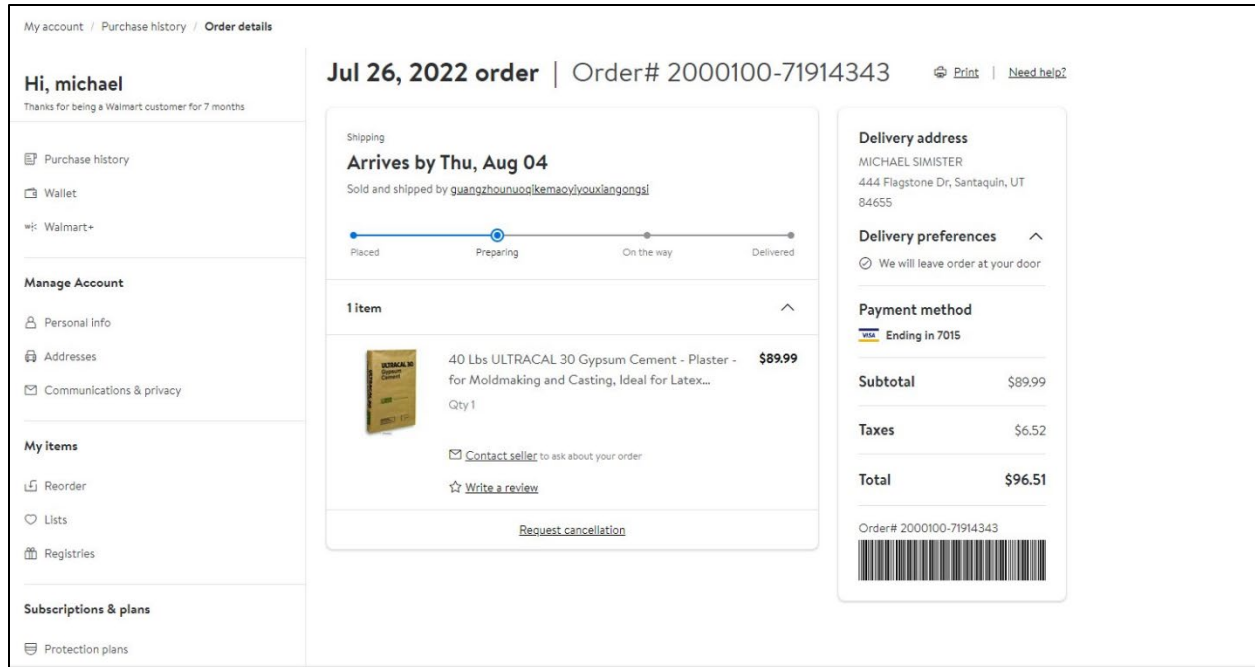 My account / Purchase history / Order details
Hi, michael
Thanks for being a Walmart customer for 7 months
Purchase history
Wallet
W+ Walmart+
Manage Account
Personal info
Addresses
Communications & privacy
My items
Reorder
Lists
Registries
Subscriptions & plans
Protection plans
Jul 26, 2022 order | Order# 2000100-71914343
Print | Need help?
Shipping
Arrives by Thu, Aug 04
Sold and shipped by guangzhounuoqikemaoyiyouxiangongsi
Placed
Preparing
On the way
Delivered
1 item
ULTRACAL 30
Gypsum
Cement
40 Lbs ULTRACAL 30 Gypsum Cement - Plaster - $89.99
for Moldmaking and Casting, Ideal for Latex...
Qty 1
Contact seller to ask about your order
Write a review
Request cancellation
Delivery address
MICHAEL SIMISTER
444 Flagstone Dr, Santaquin, UT
84655
Delivery preferences
We will leave order at your door
Payment method
VISA Ending in 7015
Subtotal $89.99
Taxes $6.52
Total $96.51
Order# 2000100-71914343